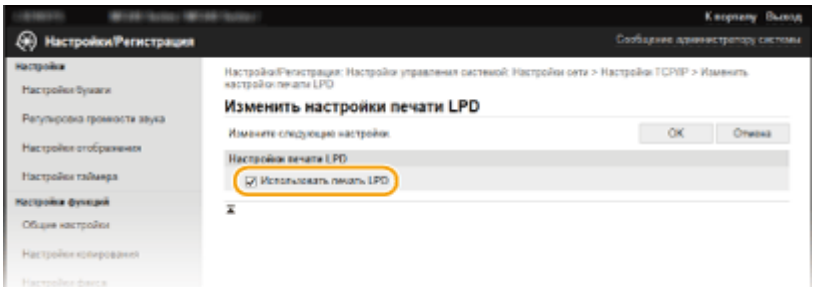 К порталу Выход
Настройки/Регистрация
Сообщение администратору системы
Настройки
Настройки бумаги
Регулировка громкости звука
Настройки отображения
Настройки таймера
Настройки функций
Общие настройки
Настройки копирования
Настройки факса
Настройки/Регистрация: Настройки управления системой: Настройки сети > Настройки TCP/IP > Изменить
настройки печати LPD
Изменить настройки печати LPD
Измените следующие настройки.
OK Отмена
Настройки печати LPD
Использовать печать LPD